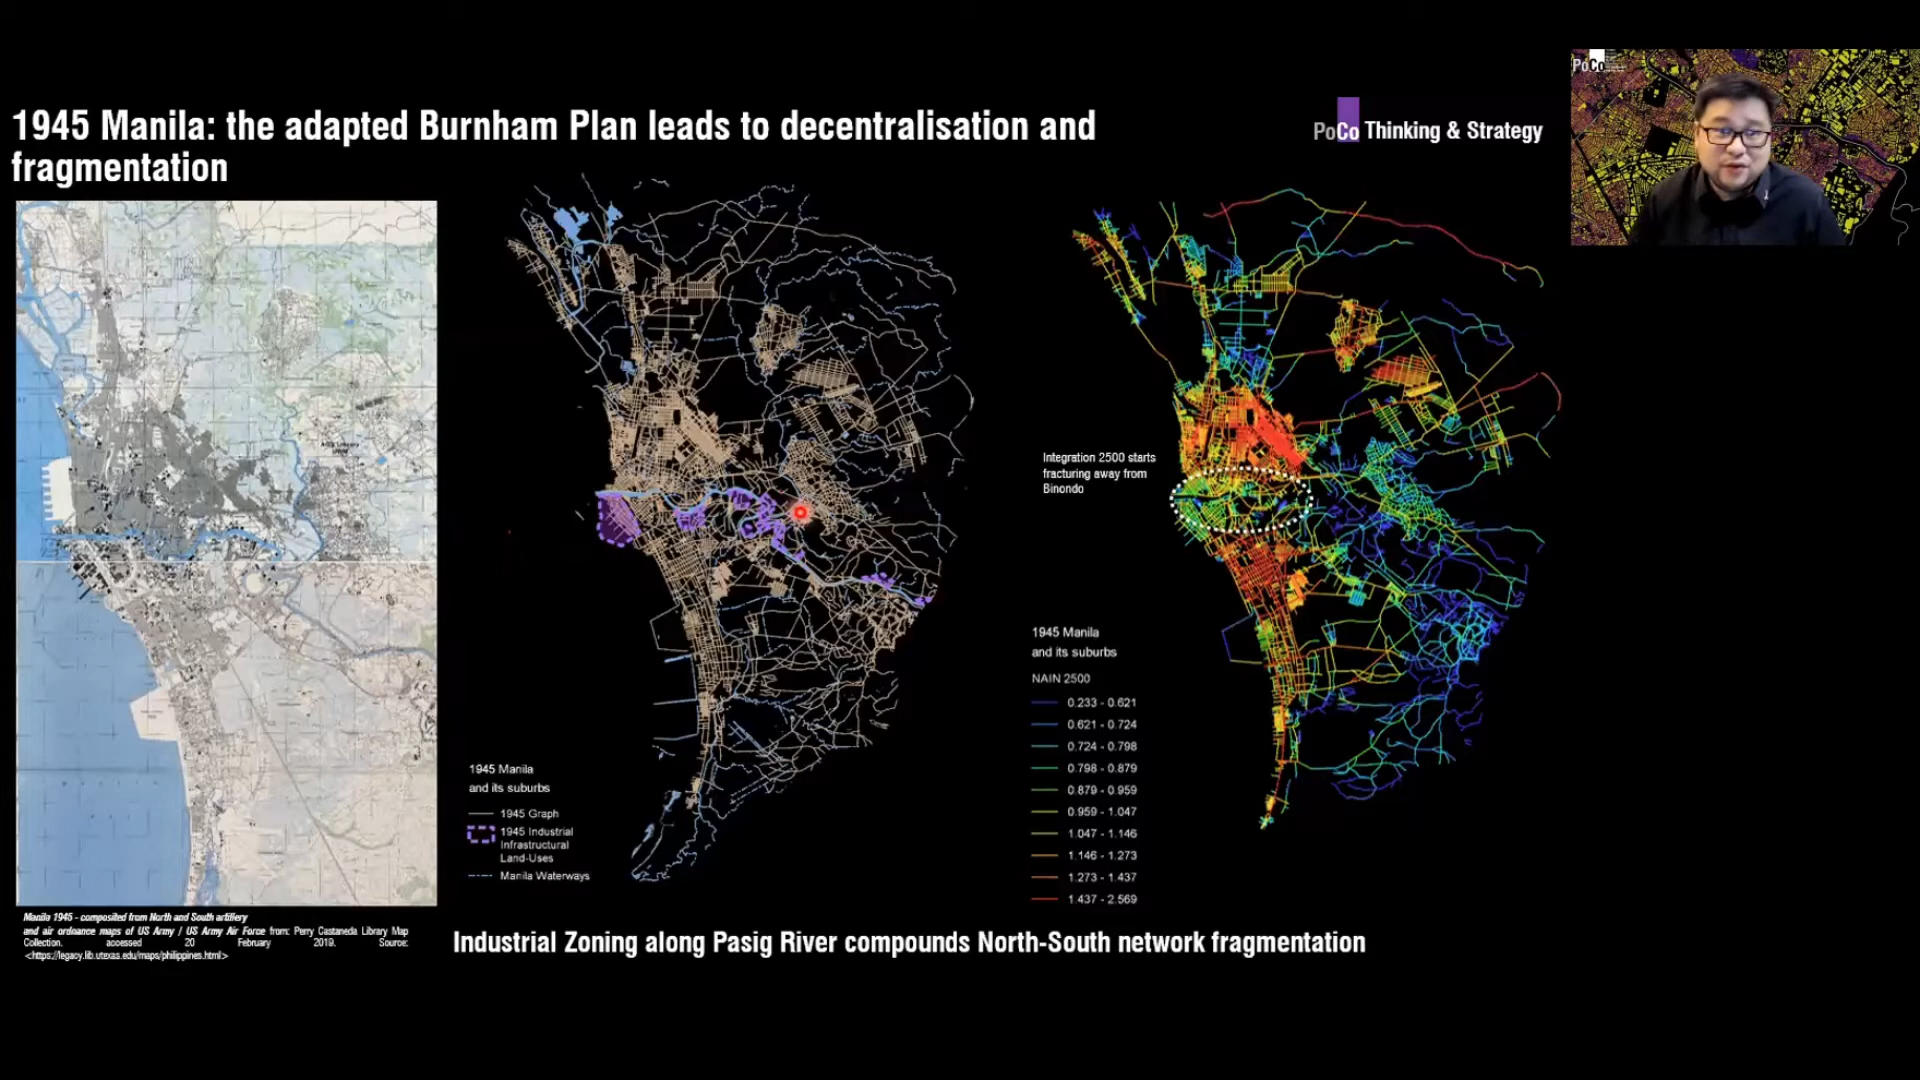 1945 Manila: the adapted Burnham Plan leads to decentralisation and
fragmentation
PoCo Thinking & Strategy
PoCo
Integration 2500 starts
fracturing away from
Binondo
1945 Manila
and its suburbs
1945 Graph
1945 Industrial
Infrastructural
Land-Uses
Manila Waterways
1945 Manila
and its suburbs
NAIN 2500
0.233 - 0.621
0.621 - 0.724
0.724 - 0.798
0.798 - 0.879
0.879 - 0.959
0.959 - 1.047
1.047 - 1.146
1.146 - 1.273
1.273 - 1.437
1.437 - 2.569
Manila 1945 - composited from North and South artillery
and air ordnance maps of US Army / US Army Air Force from: Perry Castaneda Library Map
Collection. accessed 20 February 2019. Source:
<https://legacy.lib.utexas.edu/maps/philippines.html>
Industrial Zoning along Pasig River compounds North-South network fragmentation